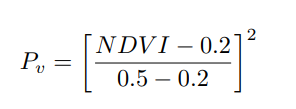 P_v = [ (NDVI − 0.2) / (0.5 − 0.2) ]^2